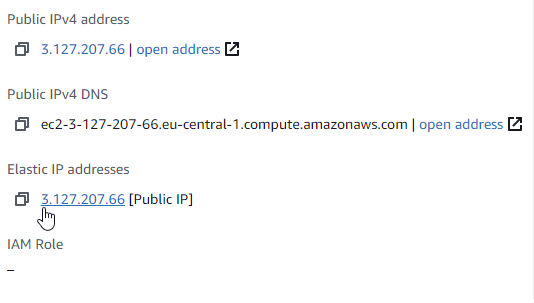 Public IPv4 address
3.127.207.66 | open address
Public IPv4 DNS
ec2-3-127-207-66.eu-central-1.compute.amazonaws.com | open address
Elastic IP addresses
3.127.207.66 [Public IP]
IAM Role
–